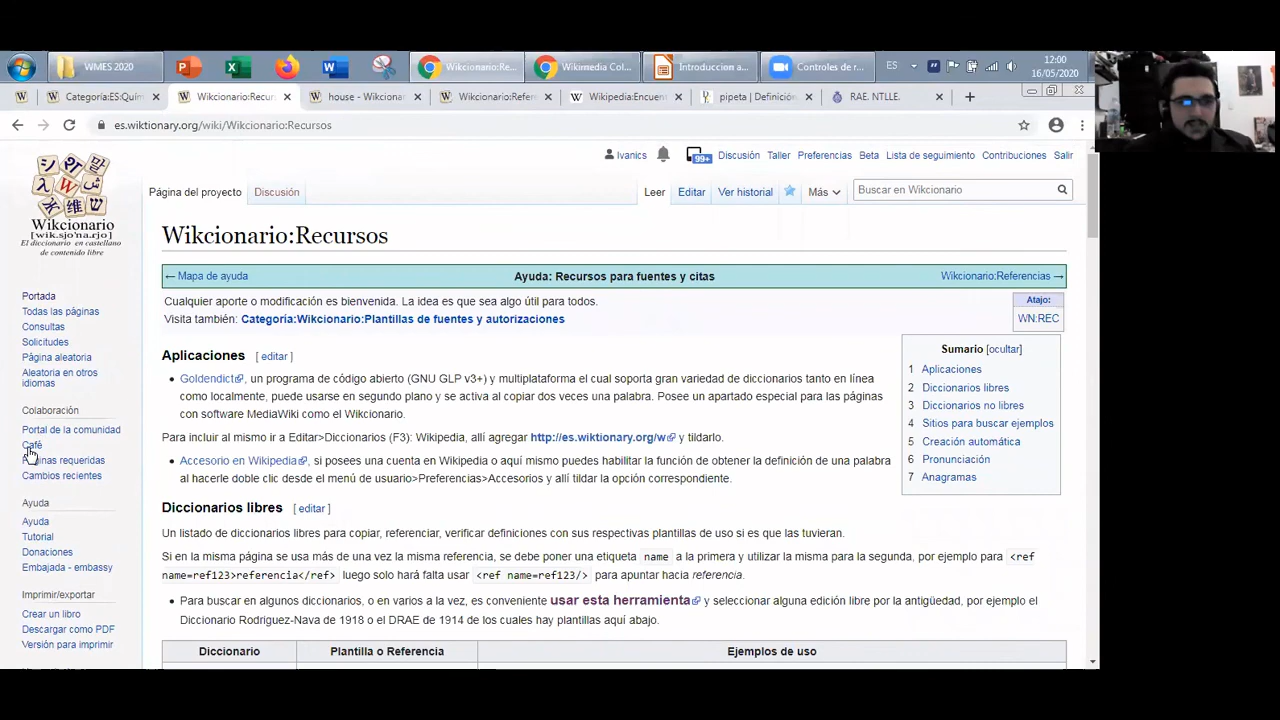 WMES 2020
Wikcionario:Re...
Wikimedia Col...
Introduccion a...
Controles de r...
ES
12:00
16/05/2020
Categoría:ES:Quím
Wikcionario:Recur
house - Wikciona
Wikcionario:Refer
Wikipedia:Encuen
pipeta | Definición
RAE. NTLLE.
es.wiktionary.org/wiki/Wikcionario:Recursos
Ivanics
99+
Discusión Taller Preferencias Beta Lista de seguimiento Contribuciones Salir
Página del proyecto Discusión
Leer Editar Ver historial Más
Buscar en Wikcionario
Wikcionario
[wik.sjo'na.rjo]
El diccionario en castellano
de contenido libre
Portada
Todas las páginas
Consultas
Solicitudes
Página aleatoria
Aleatoria en otros
idiomas
Colaboración
Portal de la comunidad
Café
Páginas requeridas
Cambios recientes
Ayuda
Ayuda
Tutorial
Donaciones
Embajada - embassy
Imprimir/exportar
Crear un libro
Descargar como PDF
Versión para imprimir
Wikcionario:Recursos
← Mapa de ayuda
Ayuda: Recursos para fuentes y citas
Wikcionario:Referencias →
Cualquier aporte o modificación es bienvenida. La idea es que sea algo útil para todos.
Visita también: Categoría:Wikcionario:Plantillas de fuentes y autorizaciones
Atajo:
WN:REC
Sumario [ocultar]
1 Aplicaciones
2 Diccionarios libres
3 Diccionarios no libres
4 Sitios para buscar ejemplos
5 Creación automática
6 Pronunciación
7 Anagramas
Aplicaciones [ editar ]
• Goldendict, un programa de código abierto (GNU GLP v3+) y multiplataforma el cual soporta gran variedad de diccionarios tanto en línea
como localmente, puede usarse en segundo plano y se activa al copiar dos veces una palabra. Posee un apartado especial para las páginas
con software MediaWiki como el Wikcionario.
Para incluir al mismo ir a Editar>Diccionarios (F3): Wikipedia, allí agregar http://es.wiktionary.org/w y tildarlo.
• Accesorio en Wikipedia, si posees una cuenta en Wikipedia o aquí mismo puedes habilitar la función de obtener la definición de una palabra
al hacerle doble clic desde el menú de usuario>Preferencias>Accesorios y allí tildar la opción correspondiente.
Diccionarios libres [ editar ]
Un listado de diccionarios libres para copiar, referenciar, verificar definiciones con sus respectivas plantillas de uso si es que las tuvieran.
Si en la misma página se usa más de una vez la misma referencia, se debe poner una etiqueta name a la primera y utilizar la misma para la segunda, por ejemplo para <ref
name=ref123>referencia</ref> luego solo hará falta usar <ref name=ref123/> para apuntar hacia referencia.
• Para buscar en algunos diccionarios, o en varios a la vez, es conveniente usar esta herramienta y seleccionar alguna edición libre por la antigüedad, por ejemplo el
Diccionario Rodríguez-Nava de 1918 o el DRAE de 1914 de los cuales hay plantillas aquí abajo.
Diccionario
Plantilla o Referencia
Ejemplos de uso